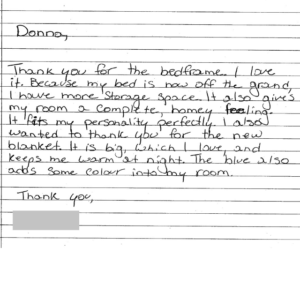 Donna,
Thank you for the bedframe. I love
it. Because my bed is now off the ground,
I have more storage space. It also gives
my room a complete, homey feeling.
It fits my personality perfectly. I also
wanted to thank you for the new
blanket. It is big, which I love, and
keeps me warm at night. The blue also
adds some colour into my room.
Thank you,